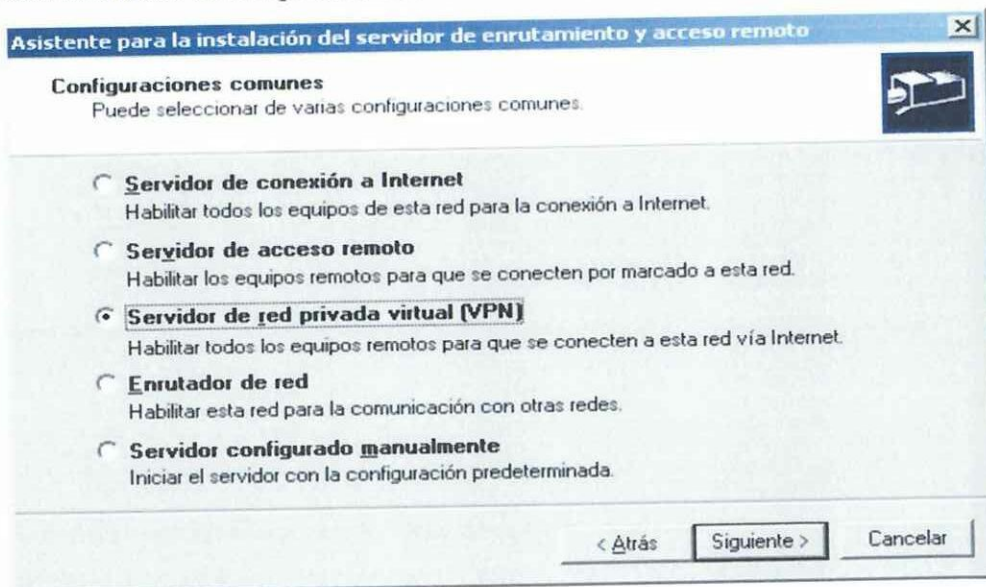 Asistente para la instalación del servidor de enrutamiento y acceso remoto
Configuraciones comunes
Puede seleccionar de varias configuraciones comunes.
Servidor de conexión a Internet
Habilitar todos los equipos de esta red para la conexión a Internet.
Servidor de acceso remoto
Habilitar los equipos remotos para que se conecten por marcado a esta red.
Servidor de red privada virtual (VPN)
Habilitar todos los equipos remotos para que se conecten a esta red vía Internet.
Enrutador de red
Habilitar esta red para la comunicación con otras redes.
Servidor configurado manualmente
Iniciar el servidor con la configuración predeterminada.
< Atrás
Siguiente >
Cancelar